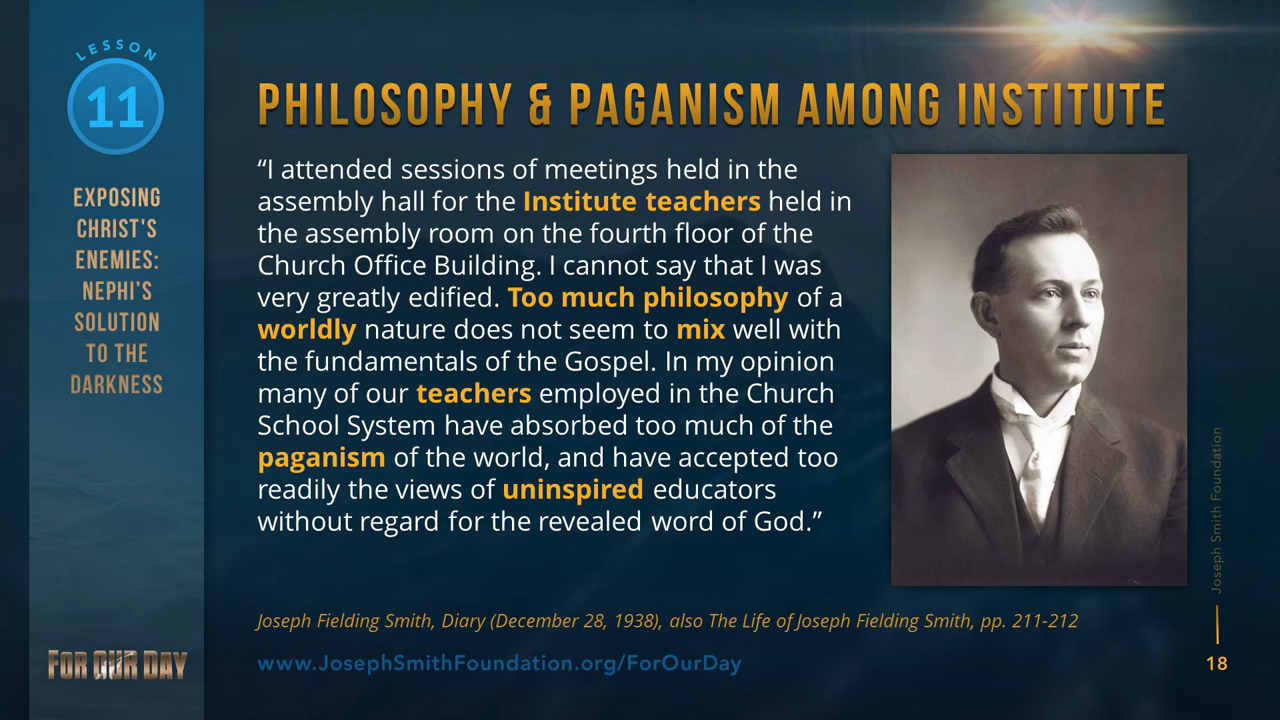 LESSON
11
EXPOSING
CHRIST'S
ENEMIES:
NEPHI'S
SOLUTION
TO THE
DARKNESS
FOR OUR DAY
PHILOSOPHY & PAGANISM AMONG INSTITUTE
“I attended sessions of meetings held in the
assembly hall for the Institute teachers held in
the assembly room on the fourth floor of the
Church Office Building. I cannot say that I was
very greatly edified. Too much philosophy of a
worldly nature does not seem to mix well with
the fundamentals of the Gospel. In my opinion
many of our teachers employed in the Church
School System have absorbed too much of the
paganism of the world, and have accepted too
readily the views of uninspired educators
without regard for the revealed word of God.”
Joseph Fielding Smith, Diary (December 28, 1938), also The Life of Joseph Fielding Smith, pp. 211-212
www.JosephSmithFoundation.org/ForOurDay
Joseph Smith Foundation
18